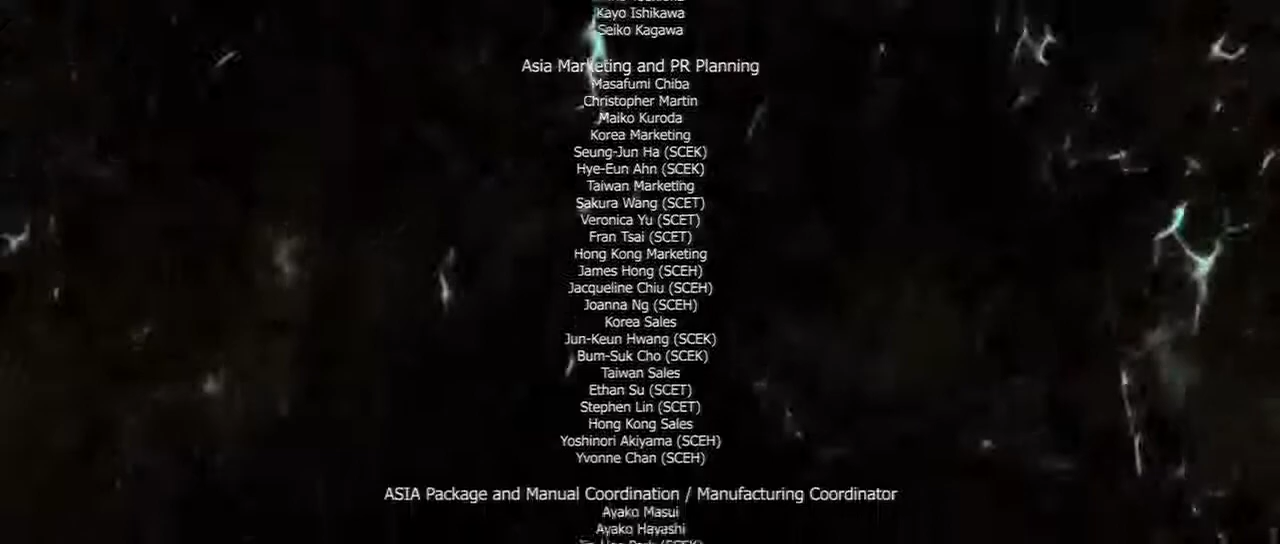 Kayo Ishikawa
Seiko Kagawa
Asia Marketing and PR Planning
Masafumi Chiba
Christopher Martin
Maiko Kuroda
Korea Marketing
Seung-Jun Ha (SCEK)
Hye-Eun Ahn (SCEK)
Taiwan Marketing
Sakura Wang (SCET)
Veronica Yu (SCET)
Fran Tsai (SCET)
Hong Kong Marketing
James Hong (SCEH)
Jacqueline Chiu (SCEH)
Joanna Ng (SCEH)
Korea Sales
Jun-Keun Hwang (SCEK)
Bum-Suk Cho (SCEK)
Taiwan Sales
Ethan Su (SCET)
Stephen Lin (SCET)
Hong Kong Sales
Yoshinori Akiyama (SCEH)
Yvonne Chan (SCEH)
ASIA Package and Manual Coordination / Manufacturing Coordinator
Ayako Masui
Ayako Hayashi